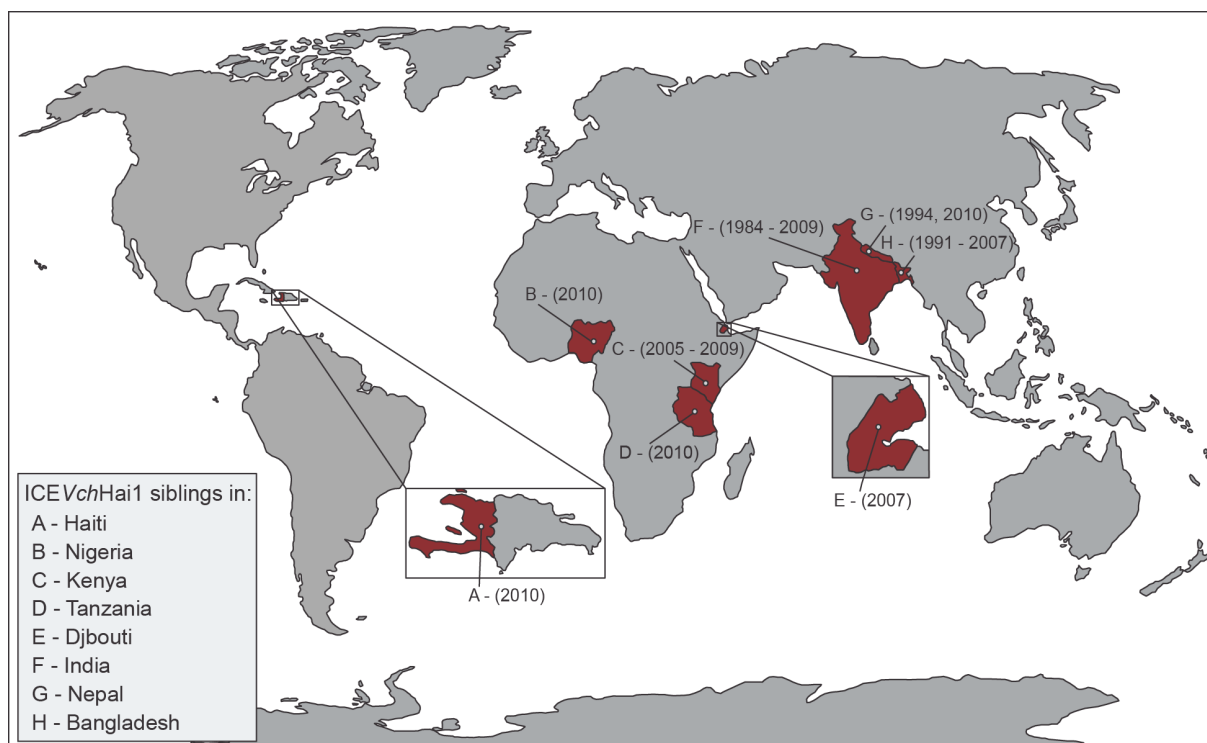 G - (1994, 2010)
F - (1984 - 2009)
H - (1991 - 2007)
B - (2010)
C - (2005 - 2009)
D - (2010)
E - (2007)
A - (2010)
ICEVchHai1 siblings in:
A - Haiti
B - Nigeria
C - Kenya
D - Tanzania
E - Djbouti
F - India
G - Nepal
H - Bangladesh